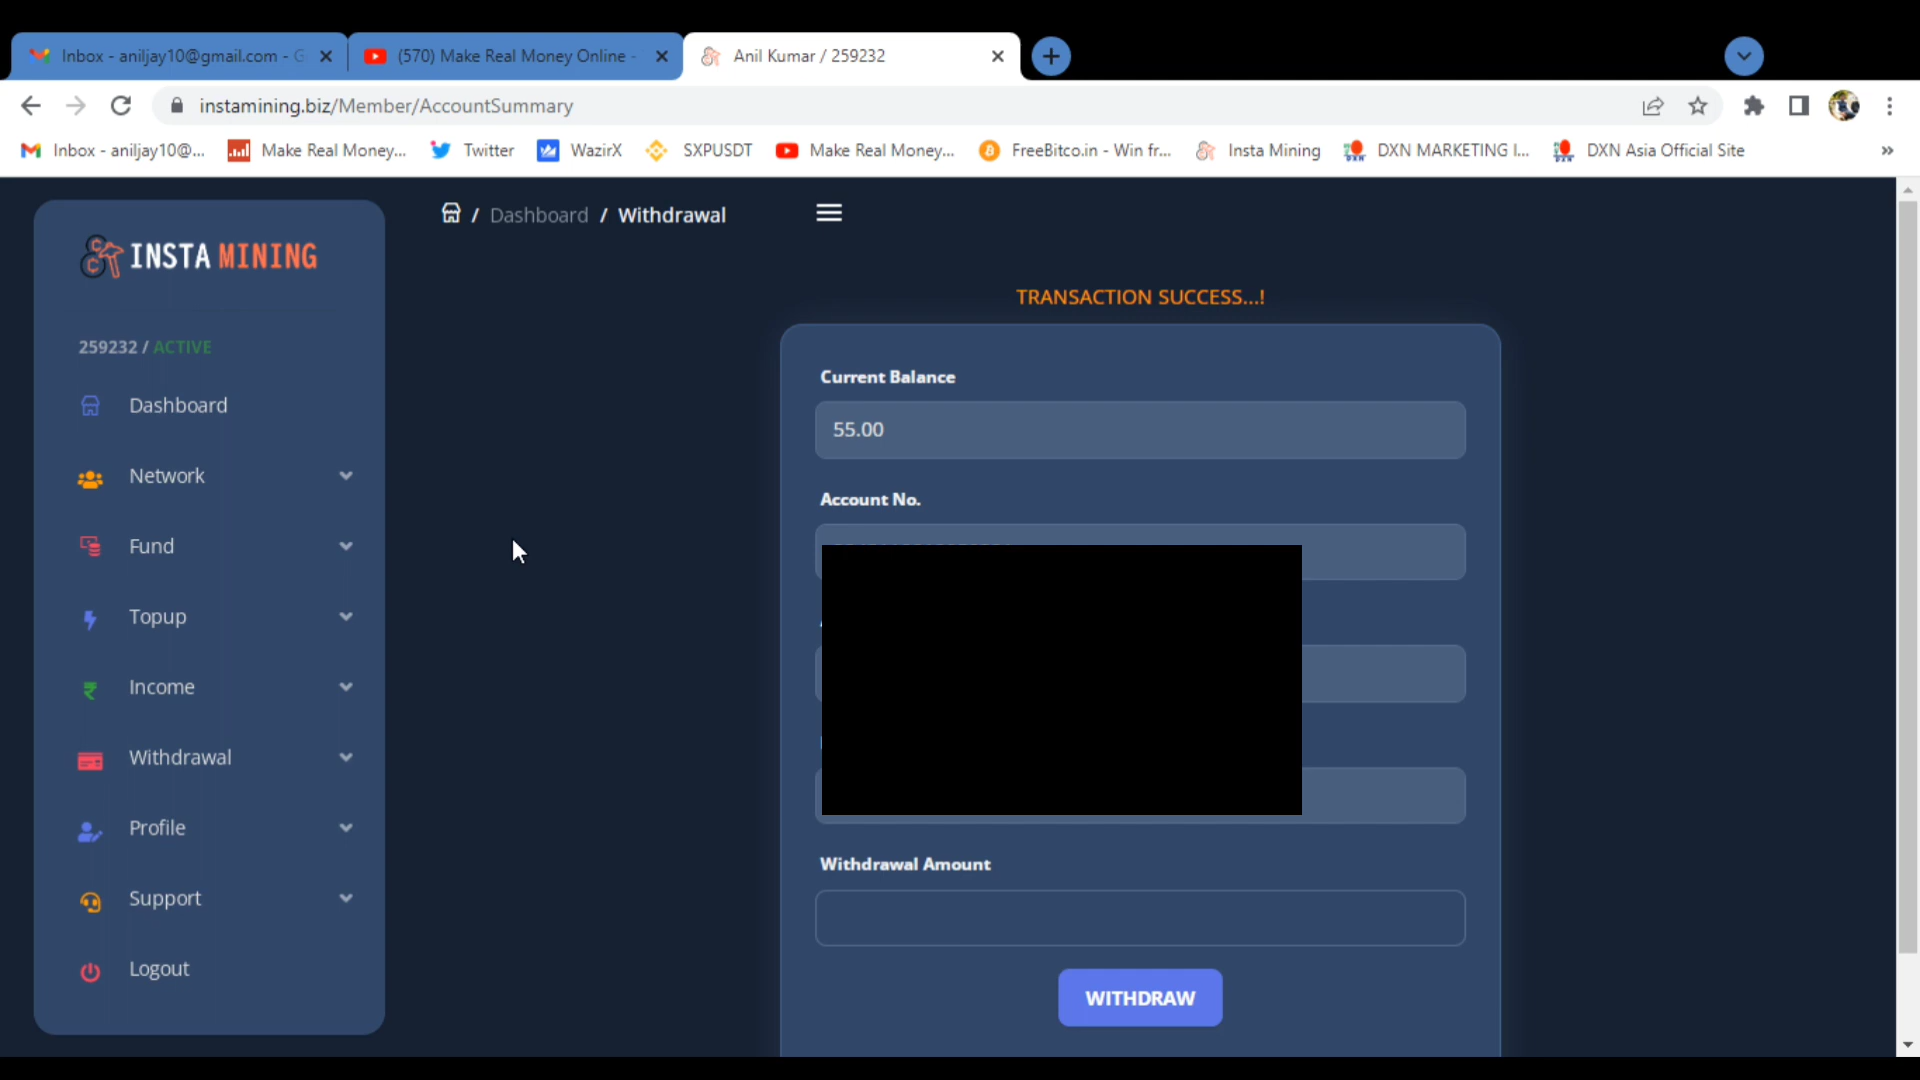 Inbox - aniljay10@gmail.com - G
(570) Make Real Money Online -
Anil Kumar / 259232
instamining.biz/Member/AccountSummary
Inbox - aniljay10@...
Make Real Money...
Twitter
WazirX
SXPUSDT
Make Real Money...
FreeBitco.in - Win fr...
Insta Mining
DXN MARKETING I...
DXN Asia Official Site
»
INSTA MINING
259232 / ACTIVE
Dashboard
Network
Fund
Topup
Income
Withdrawal
Profile
Support
Logout
/ Dashboard / Withdrawal
TRANSACTION SUCCESS...!
Current Balance
55.00
Account No.
Withdrawal Amount
WITHDRAW